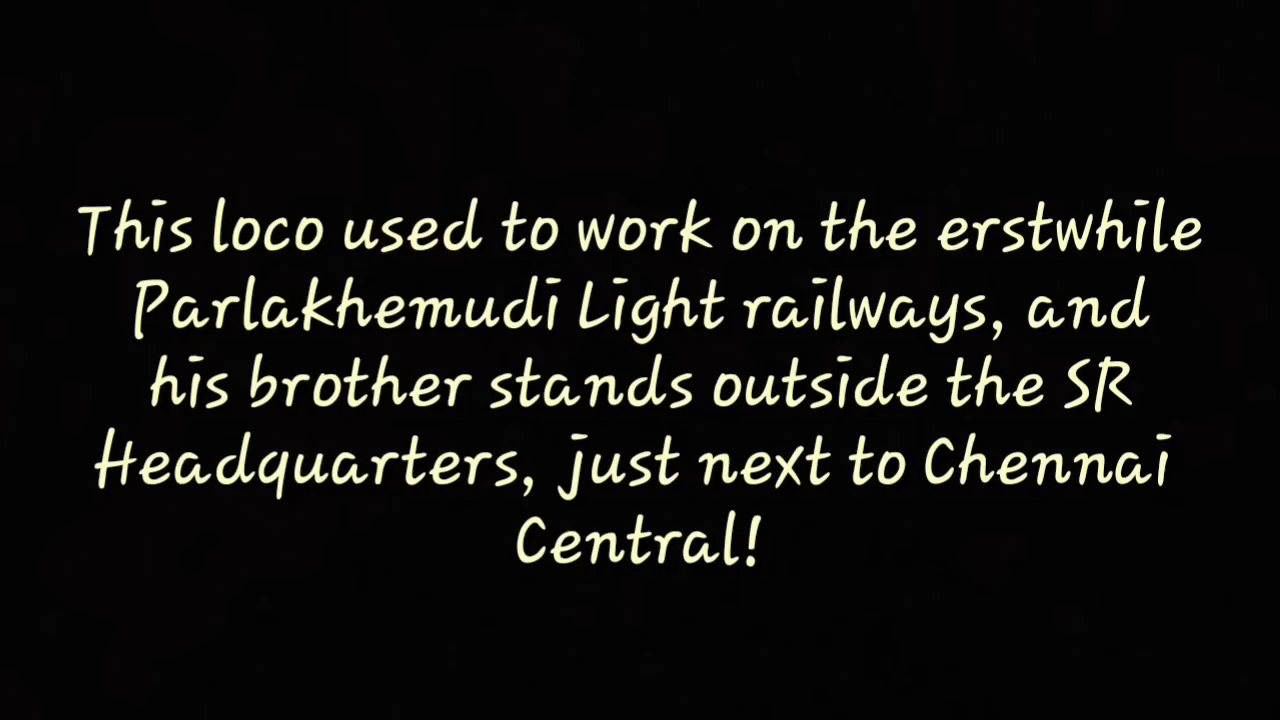 This loco used to work on the erstwhile
Parlakhemudi Light railways, and
his brother stands outside the SR
Headquarters, just next to Chennai
Central!